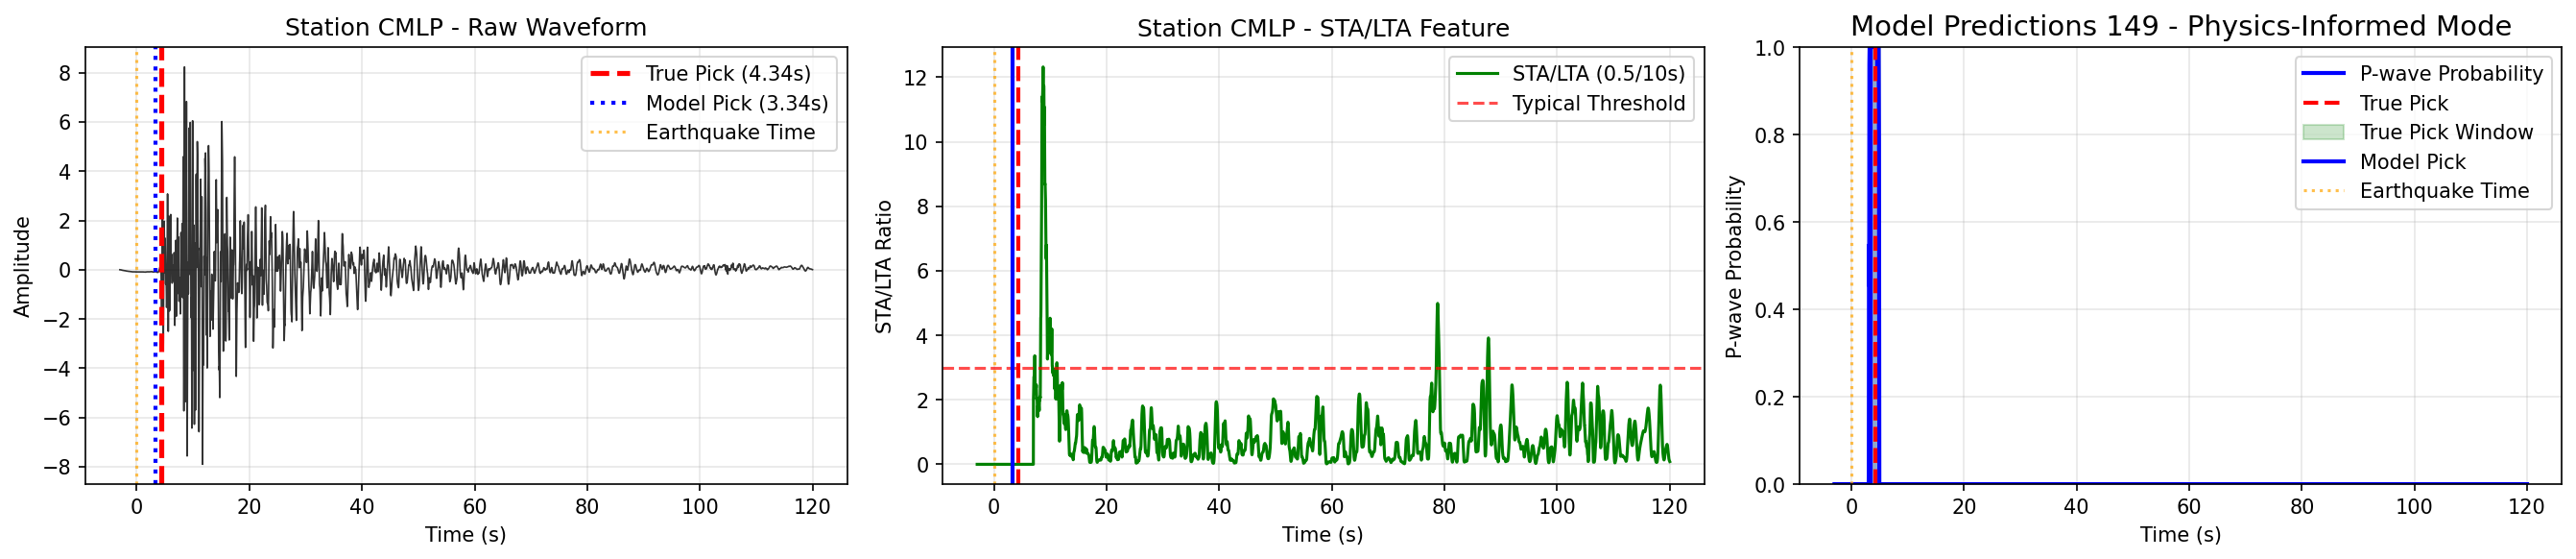 Station CMLP - Raw Waveform
Amplitude
8
6
4
2
0
−2
−4
−6
−8
True Pick (4.34s)
Model Pick (3.34s)
Earthquake Time
0 20 40 60 80 100 120
Time (s)
Station CMLP - STA/LTA Feature
STA/LTA Ratio
12
10
8
6
4
2
0
STA/LTA (0.5/10s)
Typical Threshold
0 20 40 60 80 100 120
Time (s)
Model Predictions 149 - Physics-Informed Mode
P-wave Probability
1.0
0.8
0.6
0.4
0.2
0.0
P-wave Probability
True Pick
True Pick Window
Model Pick
Earthquake Time
0 20 40 60 80 100 120
Time (s)